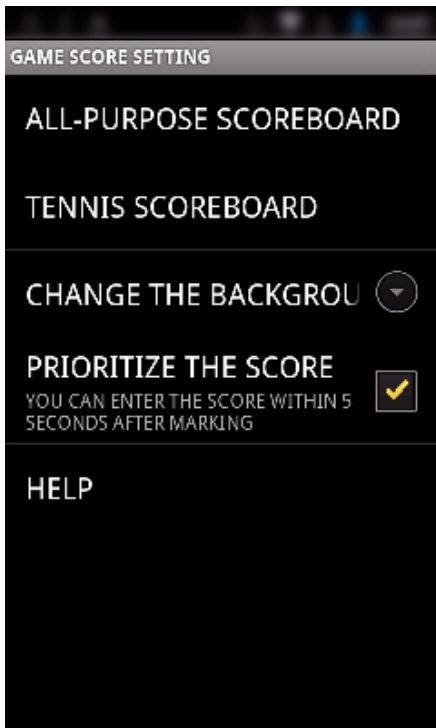 GAME SCORE SETTING
ALL-PURPOSE SCOREBOARD
TENNIS SCOREBOARD
CHANGE THE BACKGROU
PRIORITIZE THE SCORE
YOU CAN ENTER THE SCORE WITHIN 5
SECONDS AFTER MARKING
HELP